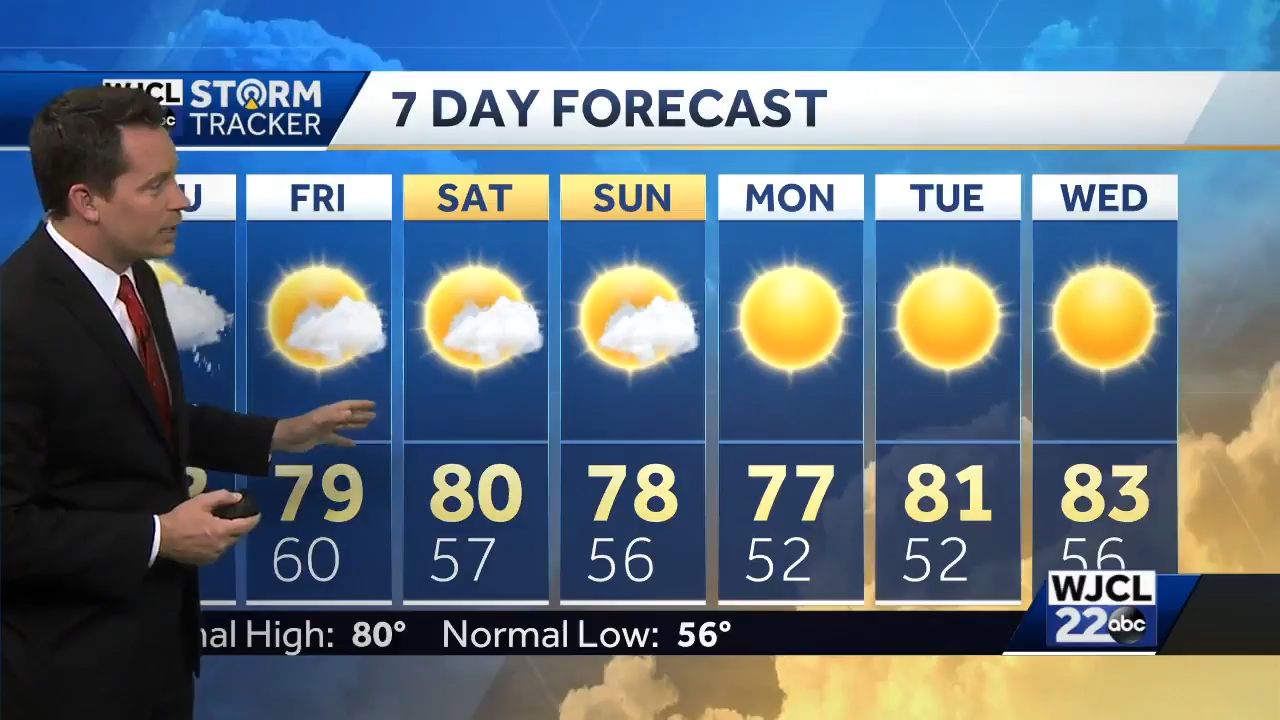 WJCL STORM
TRACKER
7 DAY FORECAST
FRI SAT SUN MON TUE WED
79 80 78 77 81 83
60 57 56 52 52 56
High: 80° Normal Low: 56°
WJCL
22 abc